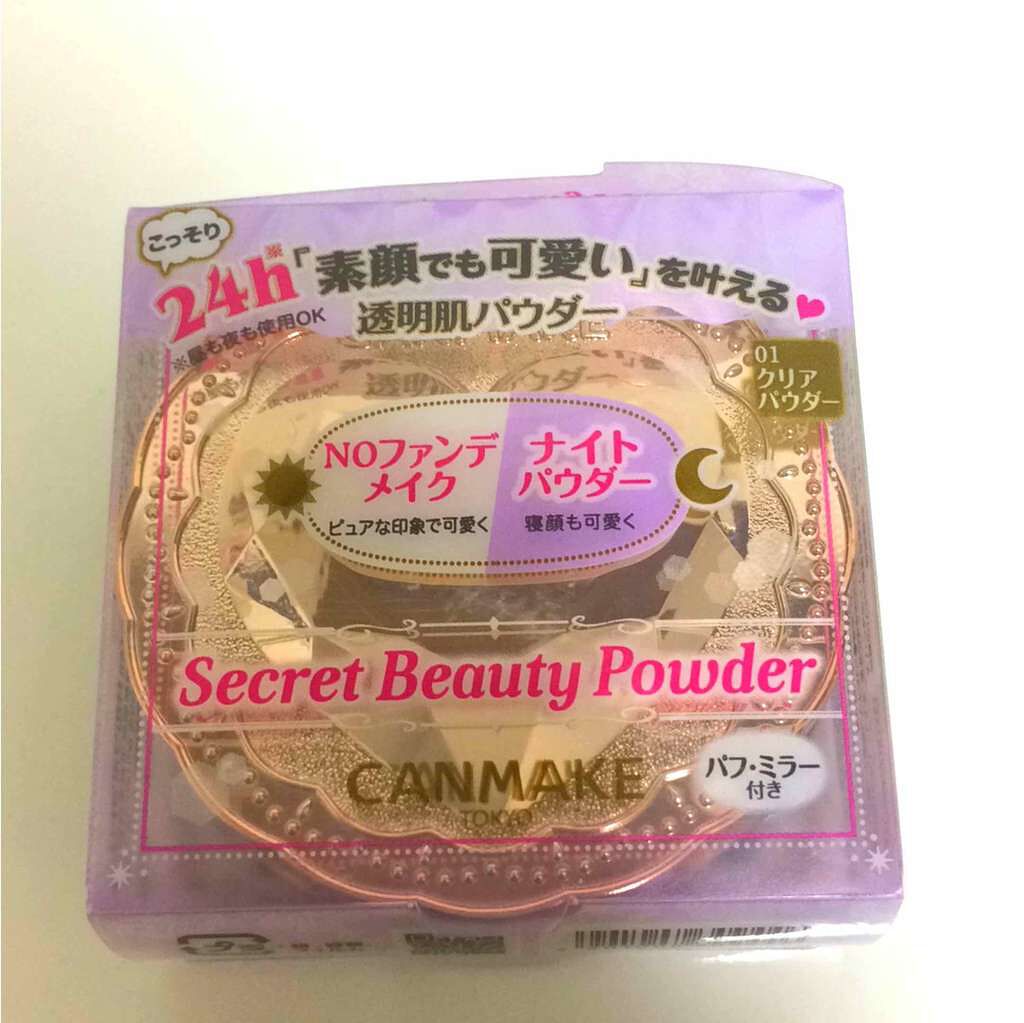 こっそり
24h※『素顔でも可愛い』を叶える
※昼も夜も使用OK
透明肌パウダー
01
クリア
パウダー
NOファンデ
メイク
ピュアな印象で可愛く
ナイト
パウダー
寝顔も可愛く
Secret Beauty Powder
CANMAKE
TOKYO
パフ・ミラー
付き